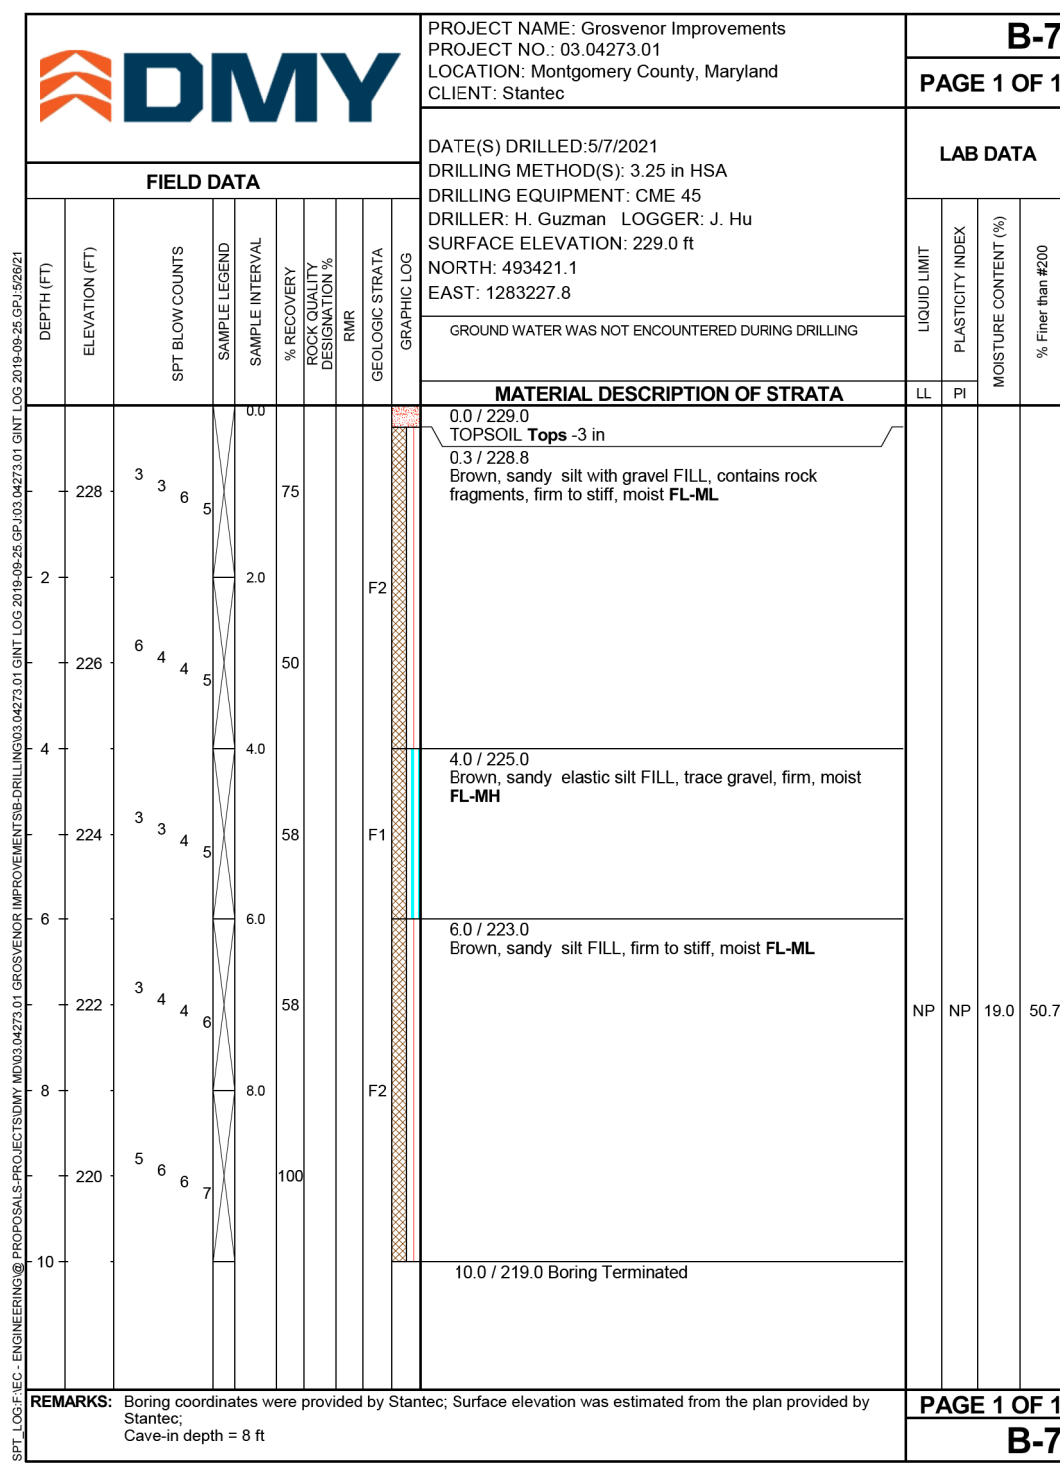 DMY
PROJECT NAME: Grosvenor Improvements
PROJECT NO.: 03.04273.01
LOCATION: Montgomery County, Maryland
CLIENT: Stantec
B-7
PAGE 1 OF 1
DATE(S) DRILLED:5/7/2021
DRILLING METHOD(S): 3.25 in HSA
DRILLING EQUIPMENT: CME 45
DRILLER: H. Guzman LOGGER: J. Hu
SURFACE ELEVATION: 229.0 ft
NORTH: 493421.1
EAST: 1283227.8
GROUND WATER WAS NOT ENCOUNTERED DURING DRILLING
LAB DATA
FIELD DATA
DEPTH (FT)
ELEVATION (FT)
SPT BLOW COUNTS
SAMPLE LEGEND
SAMPLE INTERVAL
% RECOVERY
ROCK QUALITY
DESIGNATION %
RMR
GEOLOGIC STRATA
GRAPHIC LOG
MATERIAL DESCRIPTION OF STRATA
LIQUID LIMIT
PLASTICITY INDEX
MOISTURE CONTENT (%)
% Finer than #200
LL
PI
0.0
0.0 / 229.0
TOPSOIL Tops -3 in
0.3 / 228.8
Brown, sandy silt with gravel FILL, contains rock
fragments, firm to stiff, moist FL-ML
228
3 3 6 5
75
2
2.0
F2
226
6 4 4 5
50
4
4.0
4.0 / 225.0
Brown, sandy elastic silt FILL, trace gravel, firm, moist
FL-MH
224
3 3 4 5
58
F1
6
6.0
6.0 / 223.0
Brown, sandy silt FILL, firm to stiff, moist FL-ML
222
3 4 4 6
58
NP
NP
19.0
50.7
8
8.0
F2
220
5 6 6 7
100
10
10.0 / 219.0 Boring Terminated
REMARKS: Boring coordinates were provided by Stantec; Surface elevation was estimated from the plan provided by
Stantec;
Cave-in depth = 8 ft
PAGE 1 OF 1
B-7
SPT_LOG:F:\EC - ENGINEERING\@ PROPOSALS-PROJECTS\DMY MD\03.04273.01 GROSVENOR IMPROVEMENTS\B-DRILLING\03.04273.01 GINT LOG 2019-09-25.GPJ:03.04273.01 GINT LOG 2019-09-25.GPJ:5/26/21